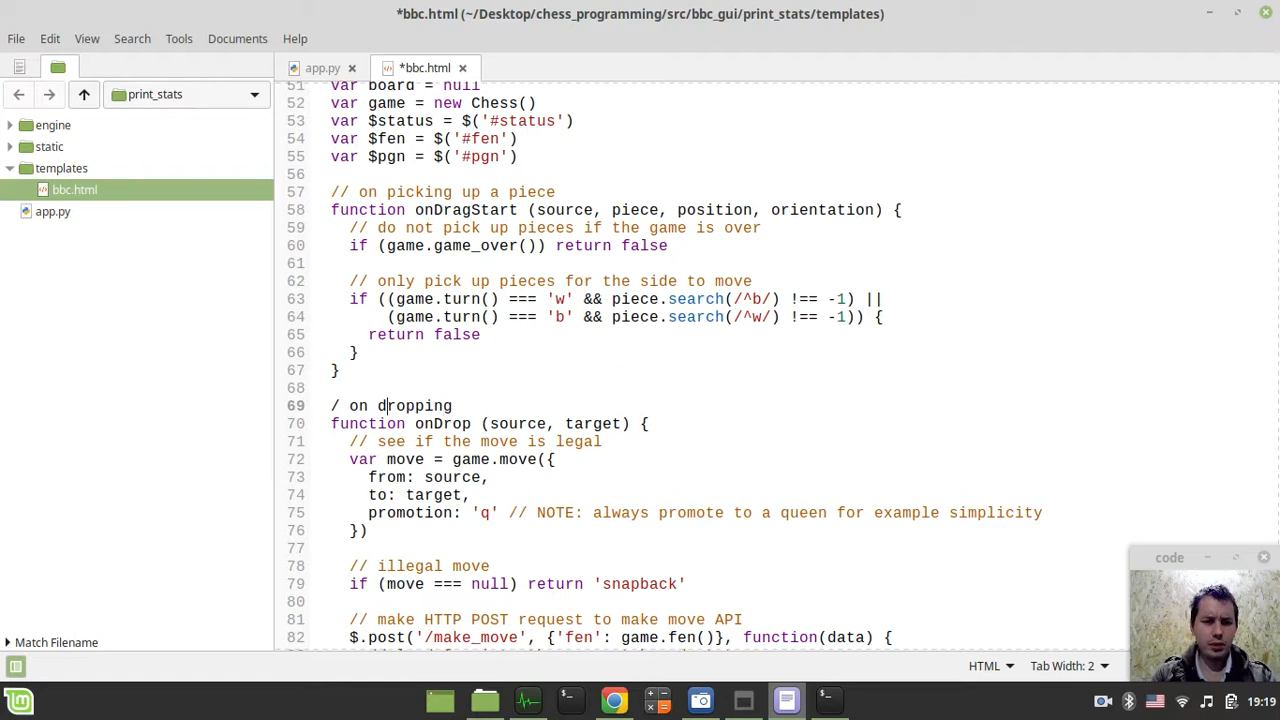 *bbc.html (~/Desktop/chess_programming/src/bbc_gui/print_stats/templates)
File Edit View Search Tools Documents Help
app.py *bbc.html
print_stats
engine
static
templates
bbc.html
app.py
51 var board = null
52 var game = new Chess()
53 var $status = $('#status')
54 var $fen = $('#fen')
55 var $pgn = $('#pgn')
56
57 // on picking up a piece
58 function onDragStart (source, piece, position, orientation) {
59 // do not pick up pieces if the game is over
60 if (game.game_over()) return false
61
62 // only pick up pieces for the side to move
63 if ((game.turn() === 'w' && piece.search(/^b/) !== -1) ||
64 (game.turn() === 'b' && piece.search(/^w/) !== -1)) {
65 return false
66 }
67 }
68
69 / on dropping
70 function onDrop (source, target) {
71 // see if the move is legal
72 var move = game.move({
73 from: source,
74 to: target,
75 promotion: 'q' // NOTE: always promote to a queen for example simplicity
76 })
77
78 // illegal move
79 if (move === null) return 'snapback'
80
81 // make HTTP POST request to make move API
82 $.post('/make_move', {'fen': game.fen()}, function(data) {
code
Match Filename
HTML Tab Width: 2
19:19